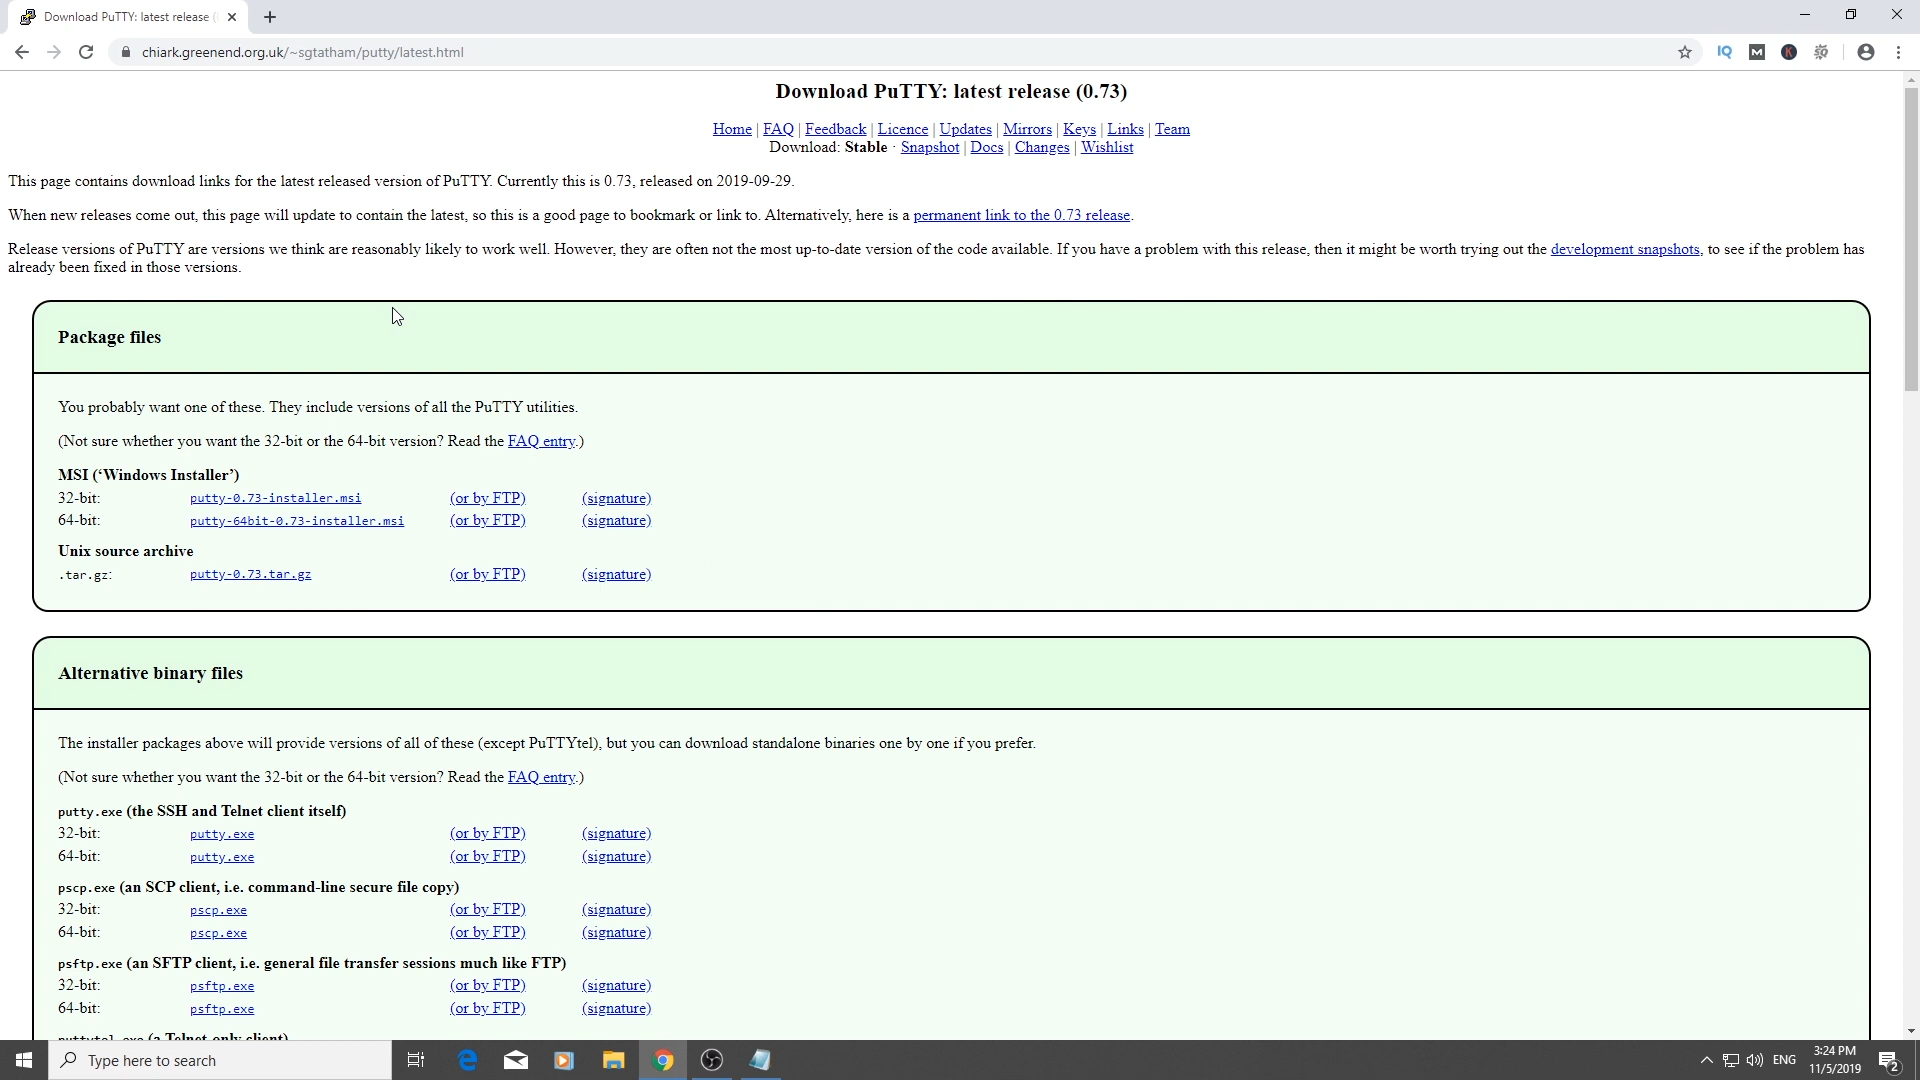 Download PuTTY: latest release (
chiark.greenend.org.uk/~sgtatham/putty/latest.html
Download PuTTY: latest release (0.73)
Home | FAQ | Feedback | Licence | Updates | Mirrors | Keys | Links | Team
Download: Stable · Snapshot | Docs | Changes | Wishlist
This page contains download links for the latest released version of PuTTY. Currently this is 0.73, released on 2019-09-29.
When new releases come out, this page will update to contain the latest, so this is a good page to bookmark or link to. Alternatively, here is a permanent link to the 0.73 release.
Release versions of PuTTY are versions we think are reasonably likely to work well. However, they are often not the most up-to-date version of the code available. If you have a problem with this release, then it might be worth trying out the development snapshots, to see if the problem has
already been fixed in those versions.
Package files
You probably want one of these. They include versions of all the PuTTY utilities.
(Not sure whether you want the 32-bit or the 64-bit version? Read the FAQ entry.)
MSI (‘Windows Installer’)
32-bit: putty-0.73-installer.msi (or by FTP) (signature)
64-bit: putty-64bit-0.73-installer.msi (or by FTP) (signature)
Unix source archive
.tar.gz: putty-0.73.tar.gz (or by FTP) (signature)
Alternative binary files
The installer packages above will provide versions of all of these (except PuTTYtel), but you can download standalone binaries one by one if you prefer.
(Not sure whether you want the 32-bit or the 64-bit version? Read the FAQ entry.)
putty.exe (the SSH and Telnet client itself)
32-bit: putty.exe (or by FTP) (signature)
64-bit: putty.exe (or by FTP) (signature)
pscp.exe (an SCP client, i.e. command-line secure file copy)
32-bit: pscp.exe (or by FTP) (signature)
64-bit: pscp.exe (or by FTP) (signature)
psftp.exe (an SFTP client, i.e. general file transfer sessions much like FTP)
32-bit: psftp.exe (or by FTP) (signature)
64-bit: psftp.exe (or by FTP) (signature)
puttytel.exe (a Telnet-only client)
Type here to search
ENG
3:24 PM
11/5/2019
2